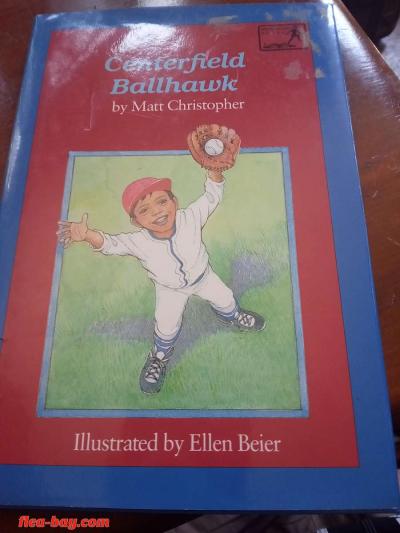 Centerfield
Ballhawk
by Matt Christopher
Illustrated by Ellen Beier
flea-bay.com